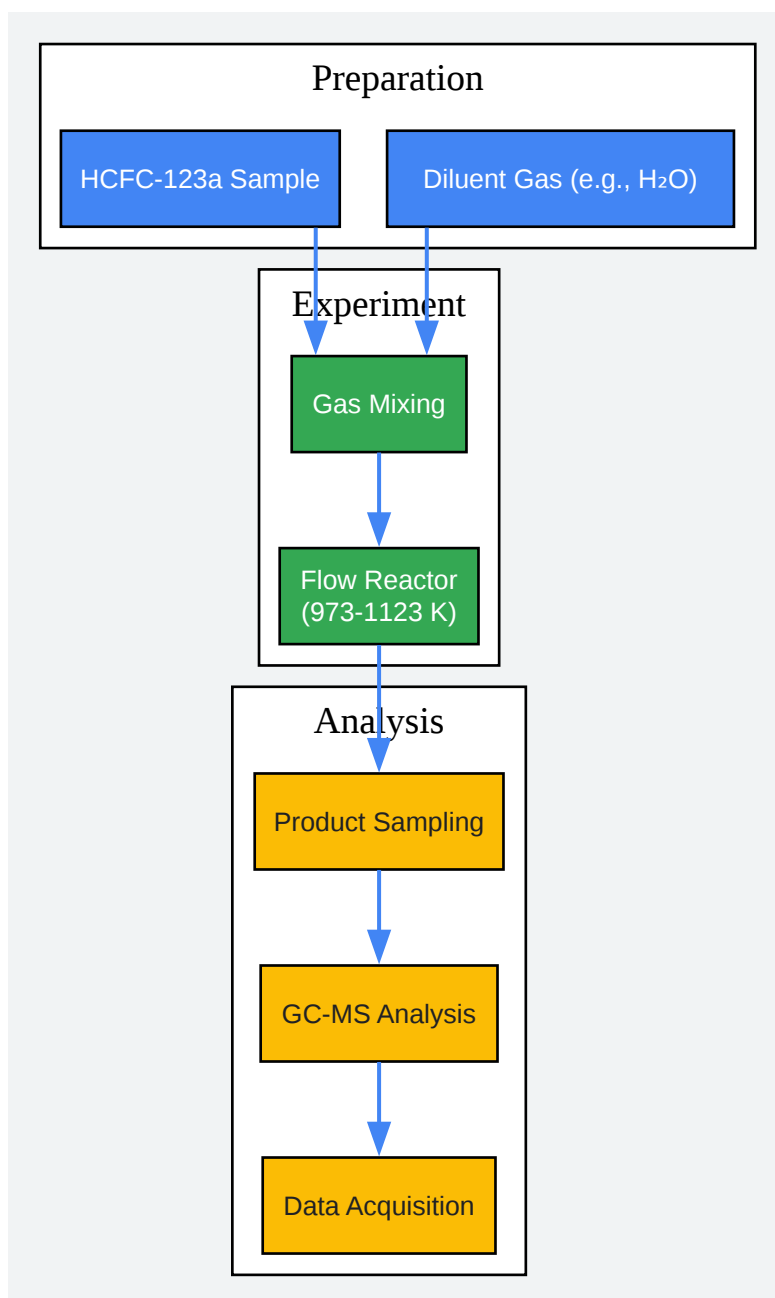 Preparation
HCFC-123a Sample
Diluent Gas (e.g., H₂O)
Experiment
Gas Mixing
Flow Reactor
(973-1123 K)
Analysis
Product Sampling
GC-MS Analysis
Data Acquisition